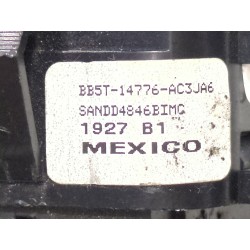 BB5T-14776-AC3JA6
SANDD4846BIMC
1927 B1
MEXICO